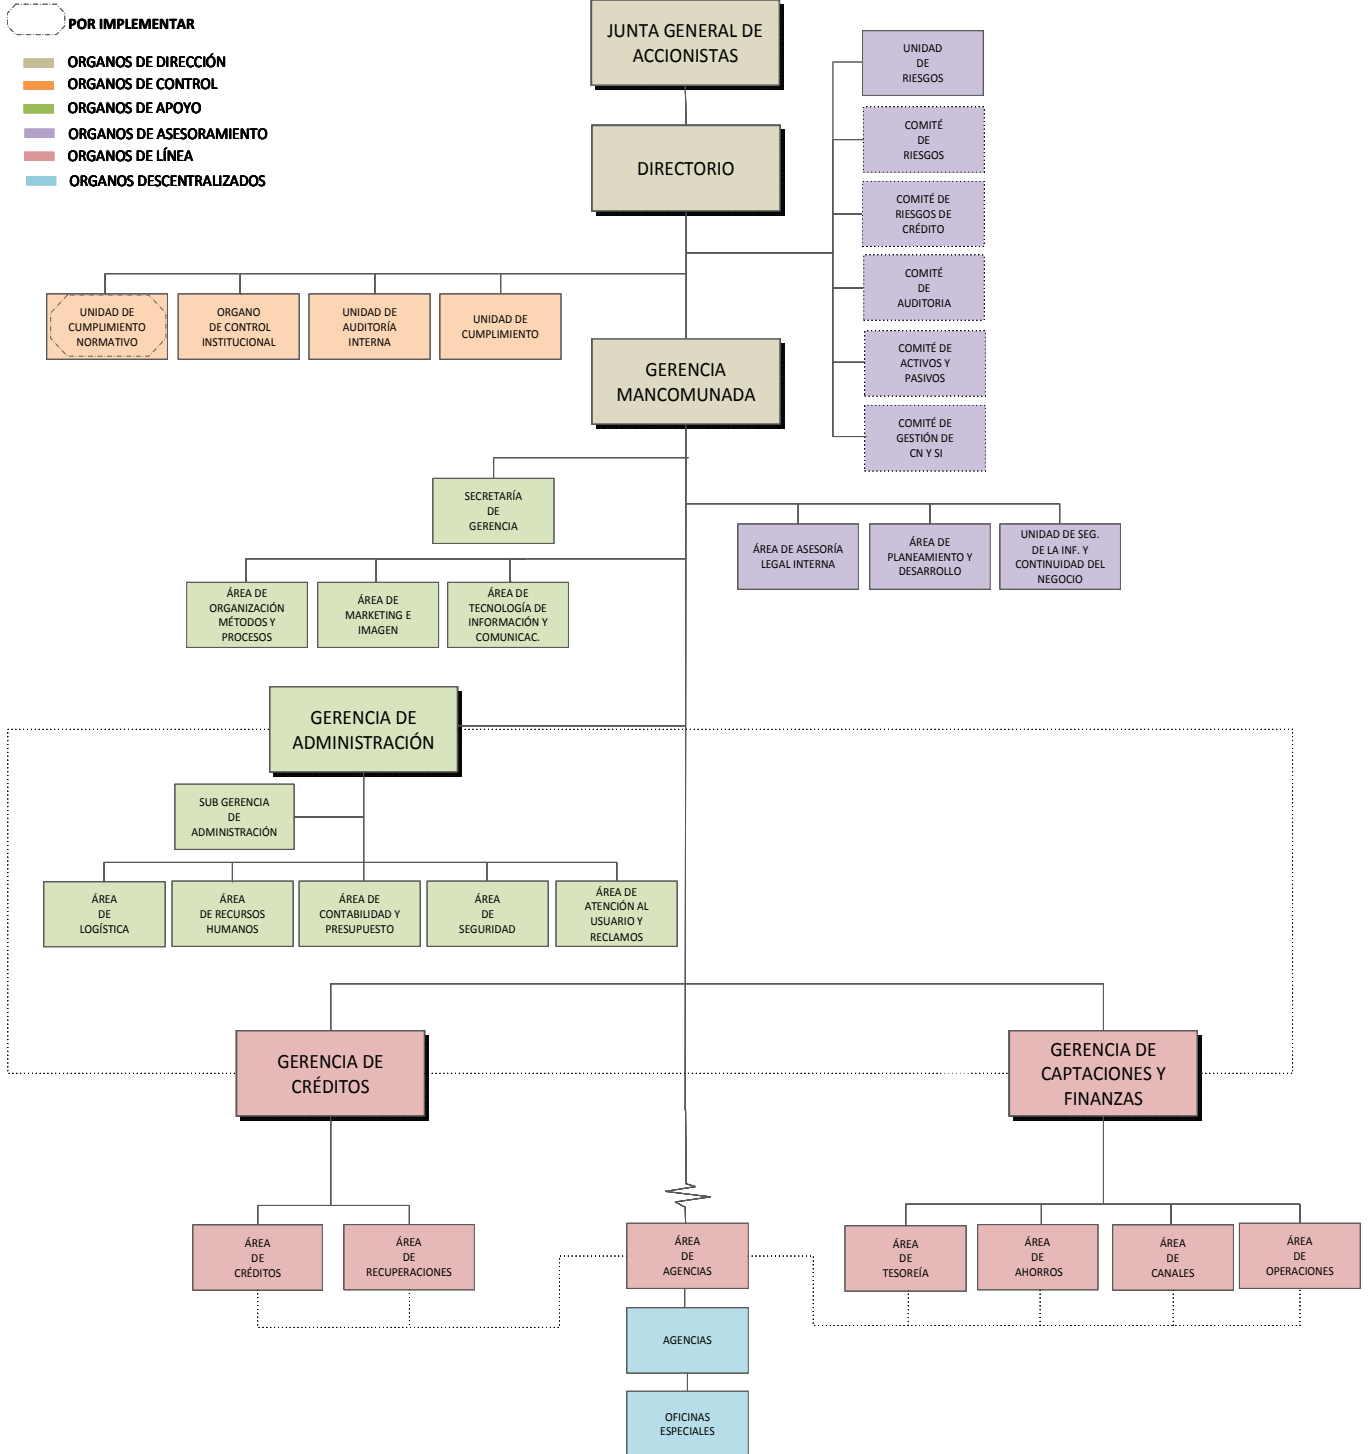 POR IMPLEMENTAR
ORGANOS DE DIRECCIÓN
ORGANOS DE CONTROL
ORGANOS DE APOYO
ORGANOS DE ASESORAMIENTO
ORGANOS DE LÍNEA
ORGANOS DESCENTRALIZADOS
JUNTA GENERAL DE
ACCIONISTAS
DIRECTORIO
UNIDAD
DE
RIESGOS
COMITÉ
DE
RIESGOS
COMITÉ DE
RIESGOS DE
CRÉDITO
COMITÉ
DE
AUDITORIA
COMITÉ DE
ACTIVOS Y
PASIVOS
COMITÉ DE
GESTIÓN DE
CN Y SI
UNIDAD DE
CUMPLIMIENTO
NORMATIVO
ORGANO
DE CONTROL
INSTITUCIONAL
UNIDAD DE
AUDITORÍA
INTERNA
UNIDAD DE
CUMPLIMIENTO
GERENCIA
MANCOMUNADA
SECRETARÍA
DE
GERENCIA
ÁREA DE ASESORÍA
LEGAL INTERNA
ÁREA DE
PLANEAMIENTO Y
DESARROLLO
UNIDAD DE SEG.
DE LA INF. Y
CONTINUIDAD DEL
NEGOCIO
ÁREA DE
ORGANIZACIÓN
MÉTODOS Y
PROCESOS
ÁREA DE
MARKETING E
IMAGEN
ÁREA DE
TECNOLOGÍA DE
INFORMACIÓN Y
COMUNICAC.
GERENCIA DE
ADMINISTRACIÓN
SUB GERENCIA
DE
ADMINISTRACIÓN
ÁREA
DE
LOGÍSTICA
ÁREA
DE RECURSOS
HUMANOS
ÁREA DE
CONTABILIDAD Y
PRESUPUESTO
ÁREA
DE
SEGURIDAD
ÁREA DE
ATENCIÓN AL
USUARIO Y
RECLAMOS
GERENCIA DE
CRÉDITOS
GERENCIA DE
CAPTACIONES Y
FINANZAS
ÁREA
DE
CRÉDITOS
ÁREA
DE
RECUPERACIONES
ÁREA
DE
AGENCIAS
ÁREA
DE
TESOREÍA
ÁREA
DE
AHORROS
ÁREA
DE
CANALES
ÁREA
DE
OPERACIONES
AGENCIAS
OFICINAS
ESPECIALES